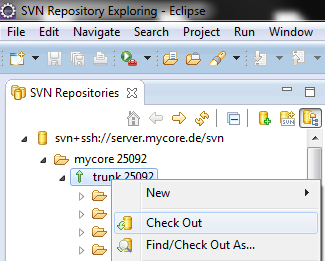 SVN Repository Exploring - Eclipse
File Edit Navigate Search Project Run Window
SVN Repositories
SVN
svn+ssh://server.mycore.de/svn
mycore 25092
trunk 25092
New
Check Out
Find/Check Out As...